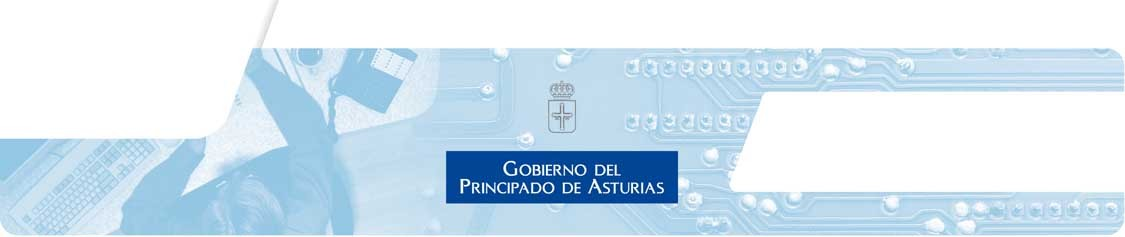 GOBIERNO DEL
PRINCIPADO DE ASTURIAS